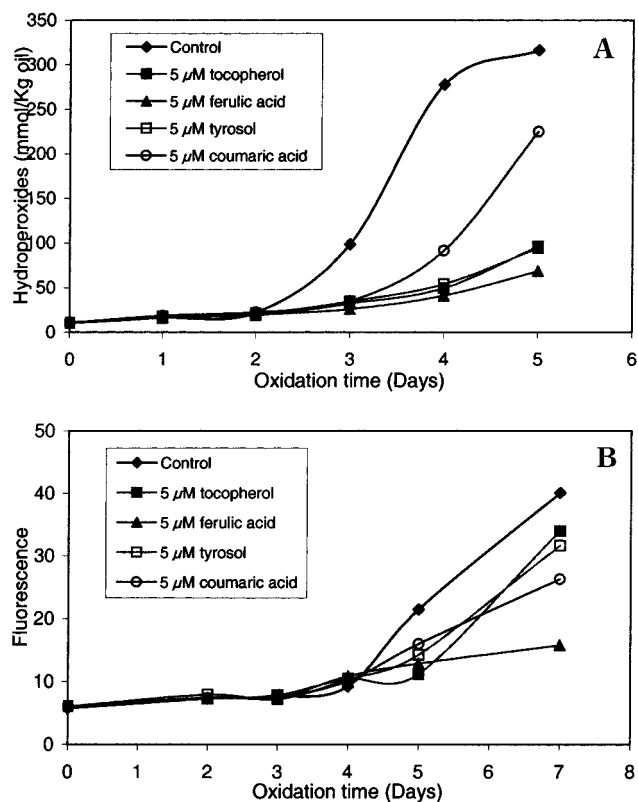 A
Control
5 µM tocopherol
5 µM ferulic acid
5 µM tyrosol
5 µM coumaric acid
Hydroperoxides (mmol/Kg oil)
350
300
250
200
150
100
50
0
0 1 2 3 4 5 6
Oxidation time (Days)
B
Control
5 µM tocopherol
5 µM ferulic acid
5 µM tyrosol
5 µM coumaric acid
Fluorescence
50
40
30
20
10
0
0 1 2 3 4 5 6 7 8
Oxidation time (Days)